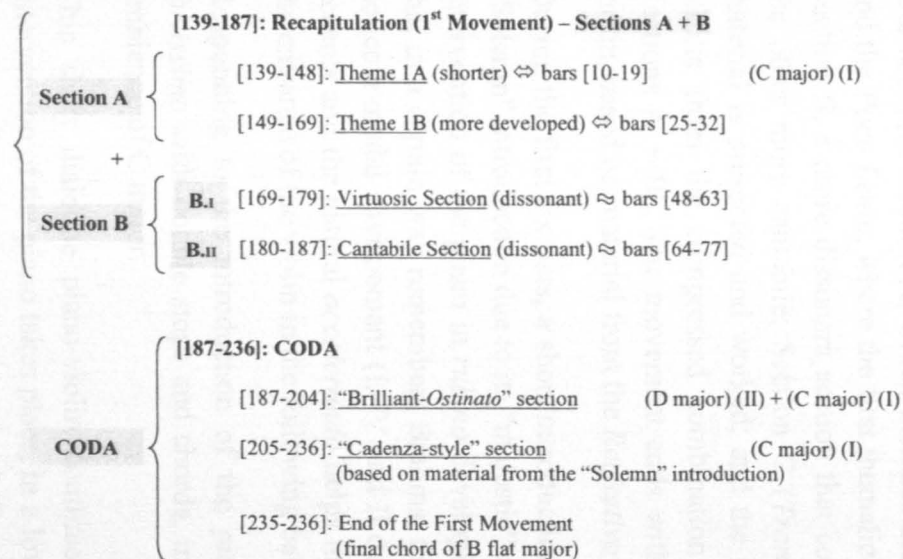 [139-187]: Recapitulation (1st Movement) – Sections A + B
Section A
[139-148]: Theme 1A (shorter) ⇔ bars [10-19] (C major) (I)
[149-169]: Theme 1B (more developed) ⇔ bars [25-32]
+
Section B
B.I [169-179]: Virtuosic Section (dissonant) ≈ bars [48-63]
B.II [180-187]: Cantabile Section (dissonant) ≈ bars [64-77]
CODA
[187-236]: CODA
[187-204]: "Brilliant-Ostinato" section (D major) (II) + (C major) (I)
[205-236]: "Cadenza-style" section (C major) (I)
(based on material from the "Solemn" introduction)
[235-236]: End of the First Movement
(final chord of B flat major)